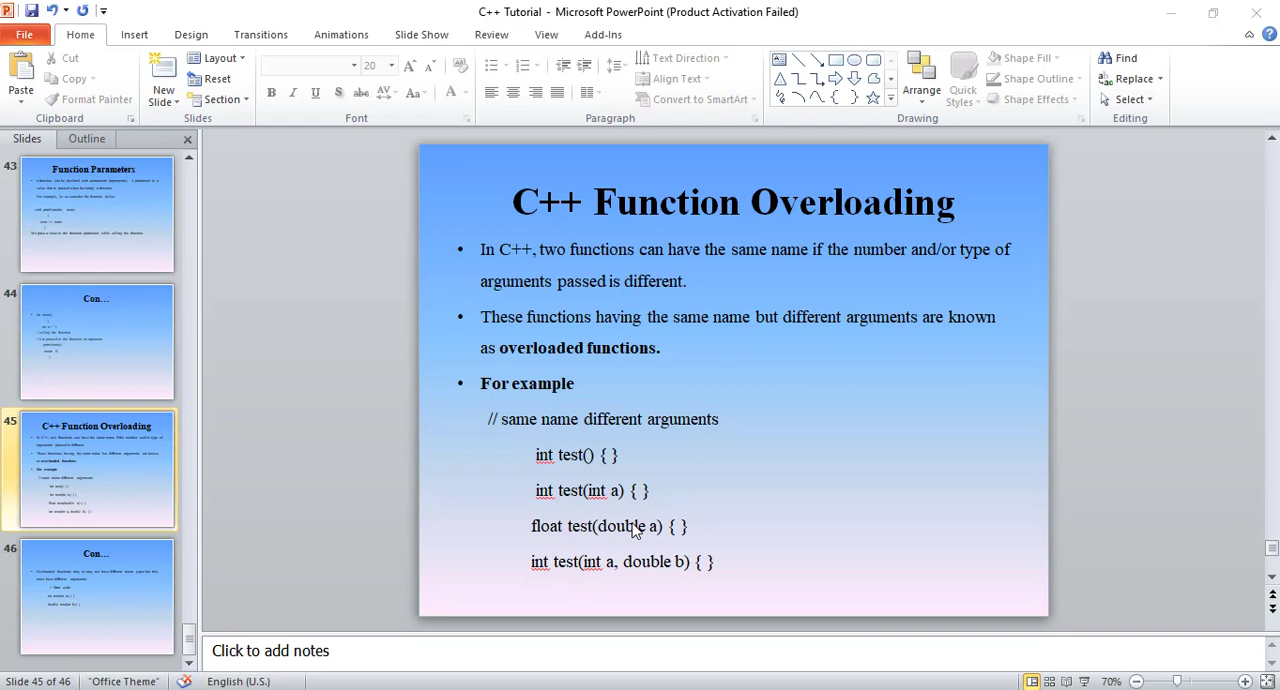 C++ Tutorial - Microsoft PowerPoint (Product Activation Failed)
File Home Insert Design Transitions Animations Slide Show Review View Add-Ins
Paste
Cut
Copy
Format Painter
Clipboard
New Slide
Layout
Reset
Section
Slides
20
Font
Text Direction
Align Text
Convert to SmartArt
Paragraph
Arrange
Quick Styles
Shape Fill
Shape Outline
Shape Effects
Drawing
Find
Replace
Select
Editing
Slides Outline
43
Function Parameters
44
Con...
45
C++ Function Overloading
46
Con...
C++ Function Overloading
• In C++, two functions can have the same name if the number and/or type of
arguments passed is different.
• These functions having the same name but different arguments are known
as overloaded functions.
• For example
// same name different arguments
int test() { }
int test(int a) { }
float test(double a) { }
int test(int a, double b) { }
Click to add notes
Slide 45 of 46 "Office Theme" English (U.S.) 70%